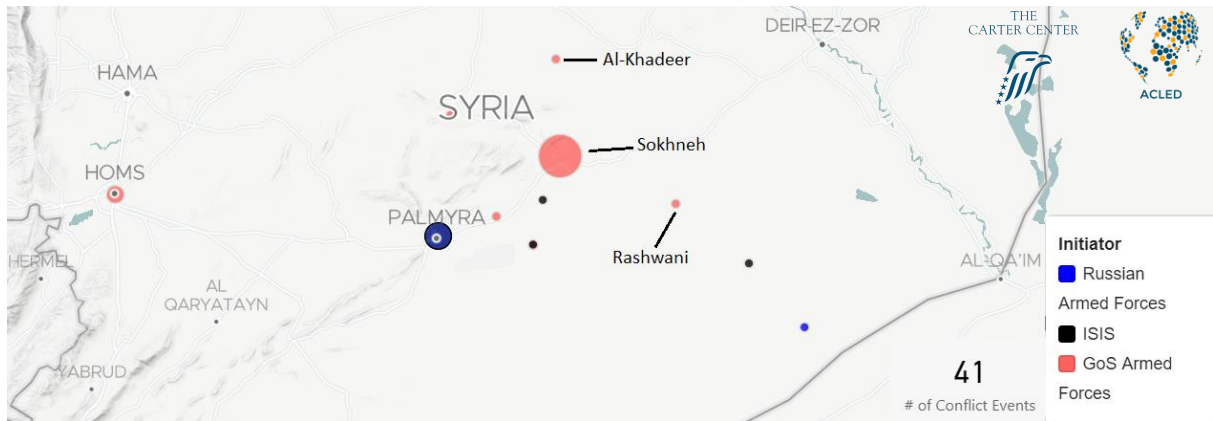 THE
CARTER CENTER
ACLED
DEIR-EZ-ZOR
Al-Khadeer
HAMA
SYRIA
Sokhneh
HOMS
PALMYRA
Rashwani
HERMEL
AL
QARYATAYN
AL-QA'IM
YABRUD
41
# of Conflict Events
Initiator
Russian
Armed Forces
ISIS
GoS Armed
Forces